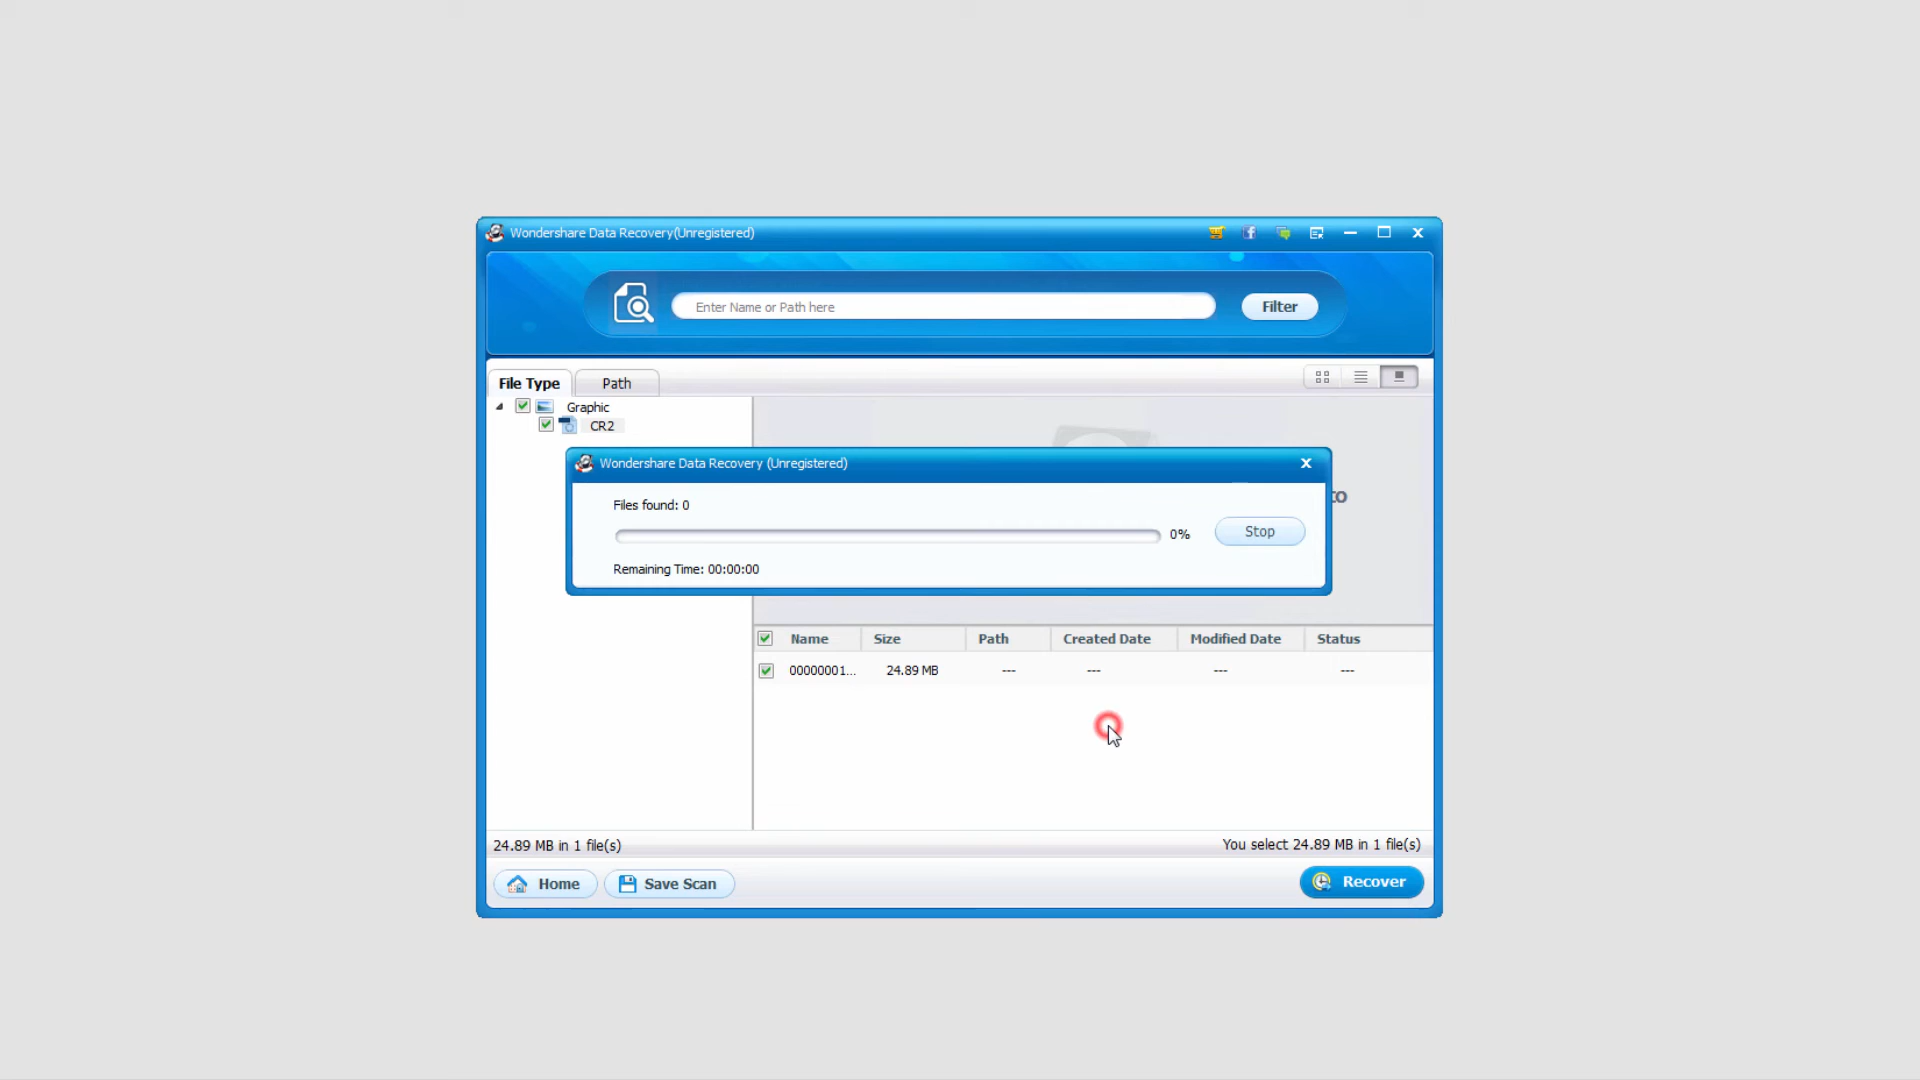 Wondershare Data Recovery(Unregistered)
Enter Name or Path here
Filter
File Type
Path
Graphic
CR2
Wondershare Data Recovery (Unregistered)
Files found: 0
0%
Stop
Remaining Time: 00:00:00
to
Name Size Path Created Date Modified Date Status
00000001... 24.89 MB --- --- --- ---
24.89 MB in 1 file(s)
You select 24.89 MB in 1 file(s)
Home
Save Scan
Recover